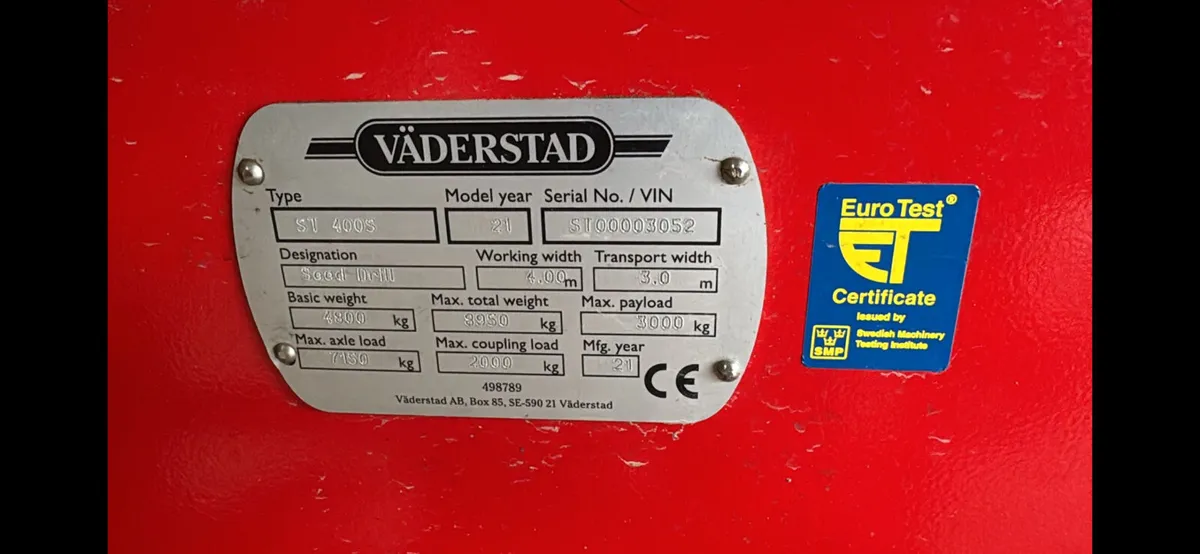 VÄDERSTAD
Type Model year Serial No. / VIN
ST 400S 21 ST00003052
Designation Working width Transport width
Seed Drill 4.00 m 3.0 m
Basic weight Max. total weight Max. payload
kg kg 3000 kg
Max. axle load Max. coupling load Mfg. year
7150 kg 2000 kg 21
CE
498789
Väderstad AB, Box 85, SE-590 21 Väderstad
Euro Test®
ET
Certificate
Issued by
SMP
Swedish Machinery
Testing Institute